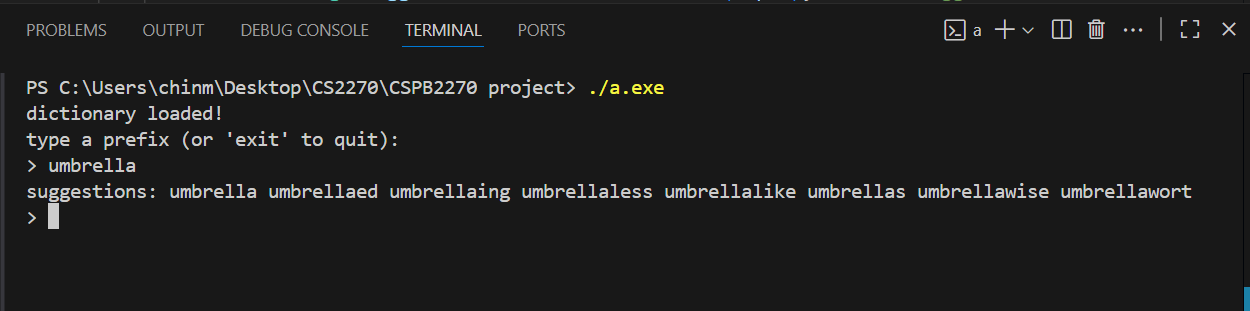 PROBLEMS OUTPUT DEBUG CONSOLE TERMINAL PORTS a
PS C:\Users\chinm\Desktop\CS2270\CSPB2270 project> ./a.exe
dictionary loaded!
type a prefix (or 'exit' to quit):
> umbrella
suggestions: umbrella umbrellaed umbrellaing umbrellaless umbrellalike umbrellas umbrellawise umbrellawort
>